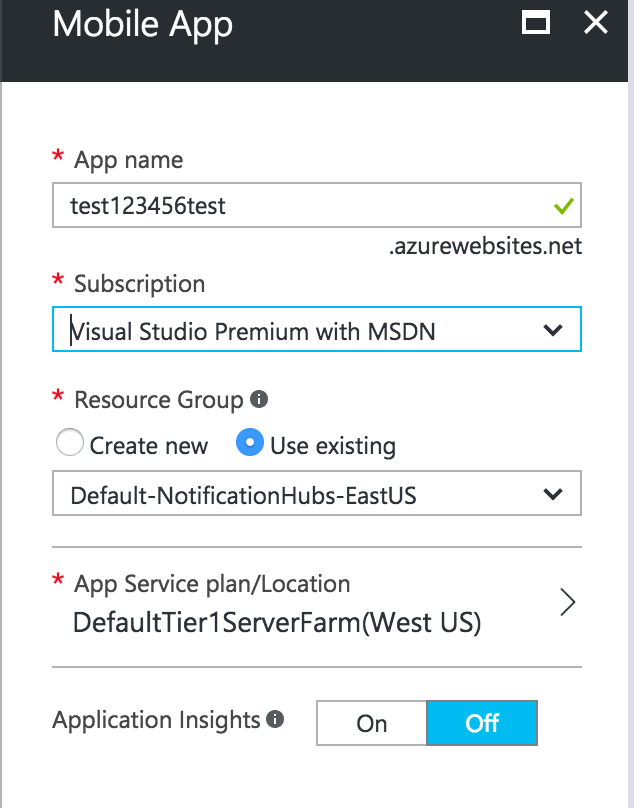 Mobile App
* App name
test123456test
.azurewebsites.net
* Subscription
Visual Studio Premium with MSDN
* Resource Group
Create new Use existing
Default-NotificationHubs-EastUS
* App Service plan/Location
DefaultTier1ServerFarm(West US)
Application Insights On Off